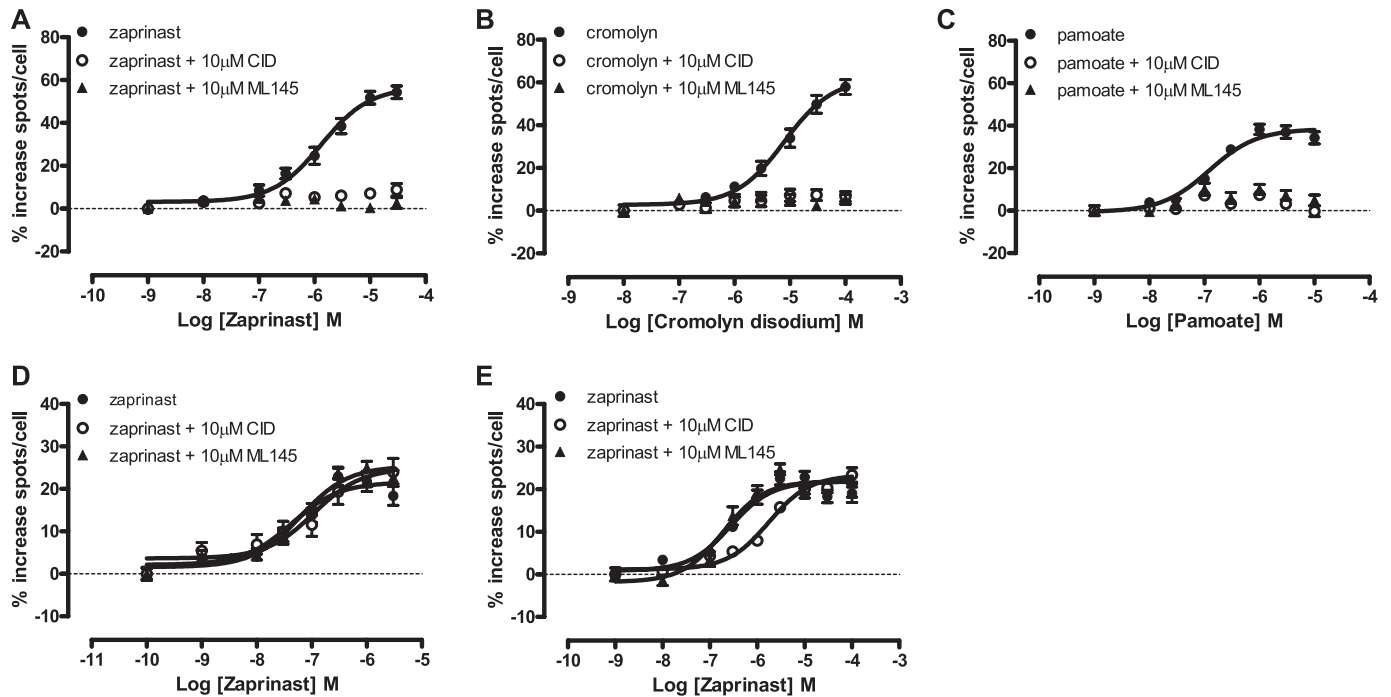 A
zaprinast
zaprinast + 10μM CID
zaprinast + 10μM ML145
% increase spots/cell
80
60
40
20
0
-20
-10 -9 -8 -7 -6 -5 -4
Log [Zaprinast] M
B
cromolyn
cromolyn + 10μM CID
cromolyn + 10μM ML145
% increase spots/cell
80
60
40
20
0
-20
-9 -8 -7 -6 -5 -4 -3
Log [Cromolyn disodium] M
C
pamoate
pamoate + 10μM CID
pamoate + 10μM ML145
% increase spots/cell
80
60
40
20
0
-20
-10 -9 -8 -7 -6 -5 -4
Log [Pamoate] M
D
zaprinast
zaprinast + 10μM CID
zaprinast + 10μM ML145
% increase spots/cell
40
30
20
10
0
-10
-11 -10 -9 -8 -7 -6 -5
Log [Zaprinast] M
E
zaprinast
zaprinast + 10μM CID
zaprinast + 10μM ML145
% increase spots/cell
40
30
20
10
0
-10
-10 -9 -8 -7 -6 -5 -4 -3
Log [Zaprinast] M